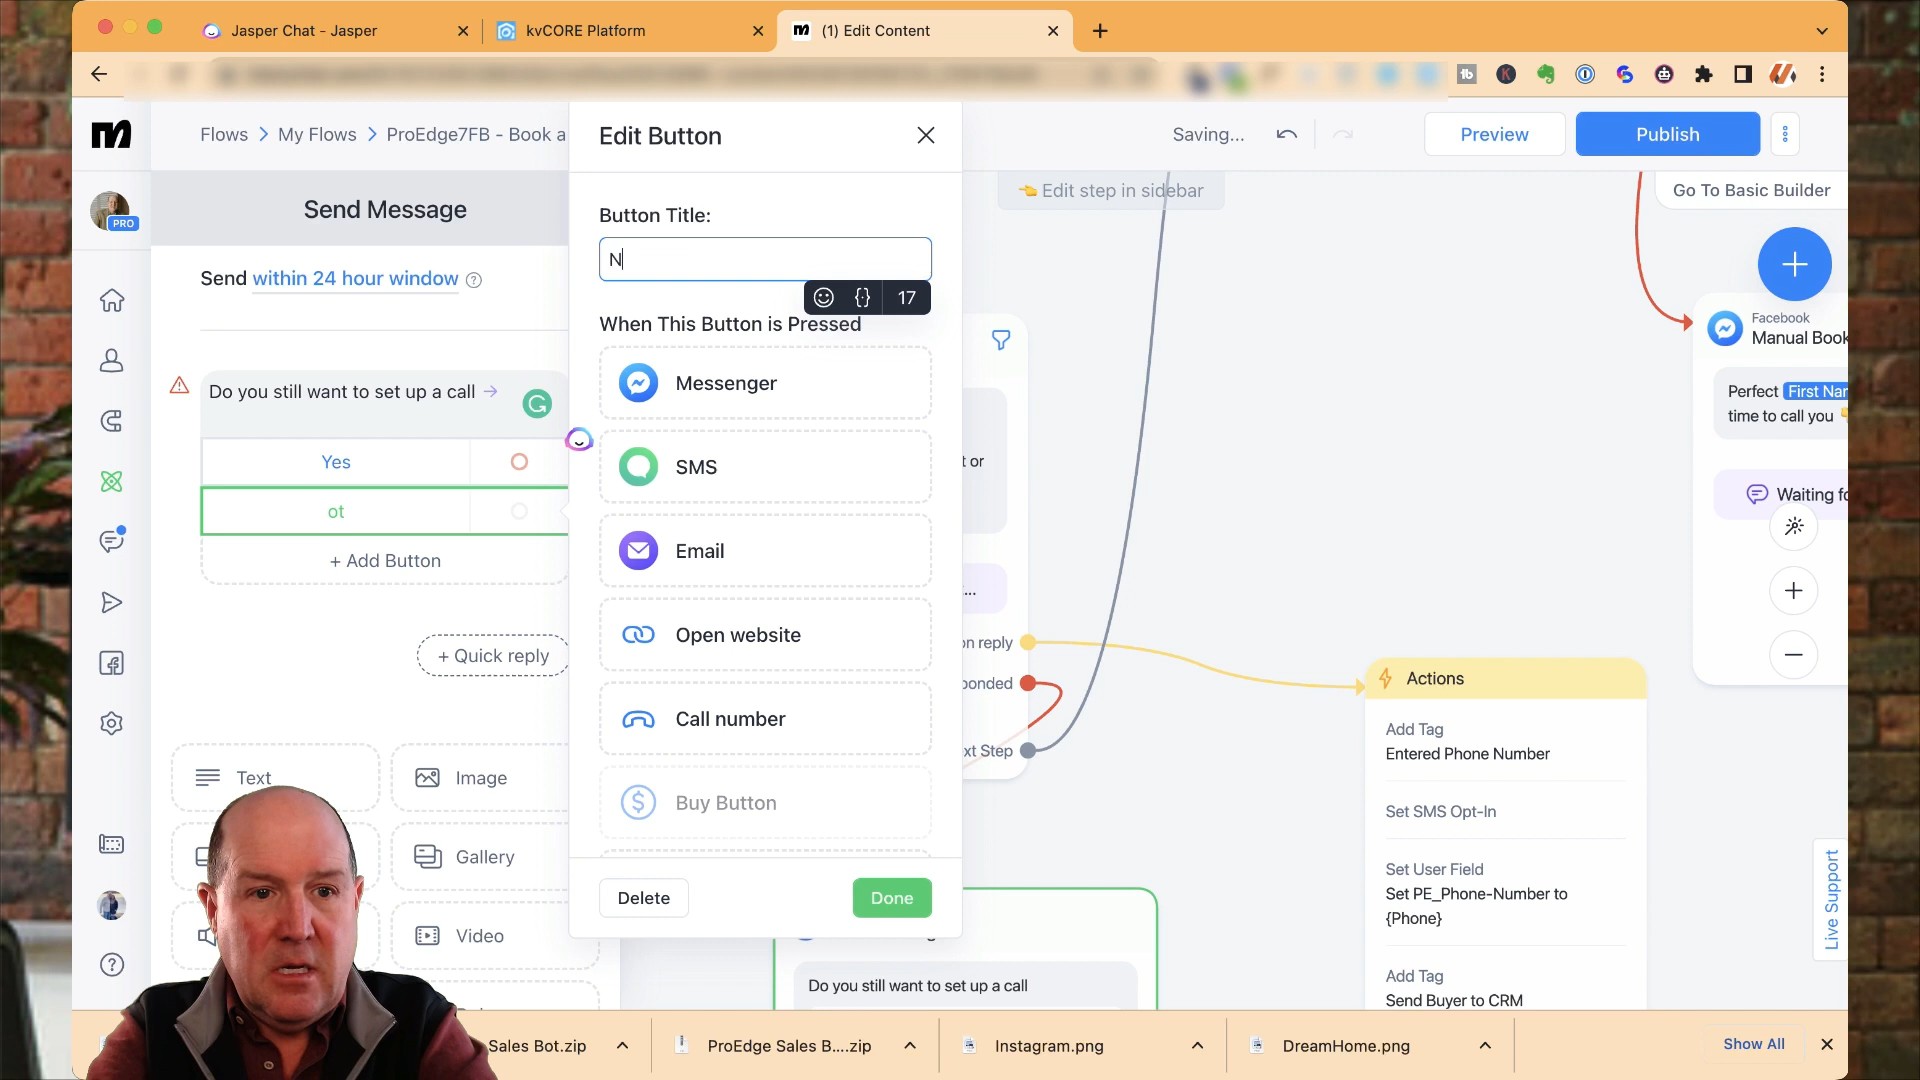 Jasper Chat - Jasper
kvCORE Platform
(1) Edit Content
Flows
My Flows
ProEdge7FB - Book a
Edit Button
Saving...
Preview
Publish
PRO
Send Message
👈 Edit step in sidebar
Go To Basic Builder
Button Title:
N
17
Send within 24 hour window
When This Button is Pressed
Messenger
SMS
Email
Open website
Call number
Buy Button
Delete
Done
Do you still want to set up a call →
Yes
ot
+ Add Button
+ Quick reply
Text
Image
Gallery
Video
t or
...
on reply
ponded
xt Step
Do you still want to set up a call
Facebook
Manual Book
Perfect First Nar
time to call you
Waiting fo
Actions
Add Tag
Entered Phone Number
Set SMS Opt-In
Set User Field
Set PE_Phone-Number to
{Phone}
Add Tag
Send Buyer to CRM
Live Support
Sales Bot.zip
ProEdge Sales B....zip
Instagram.png
DreamHome.png
Show All